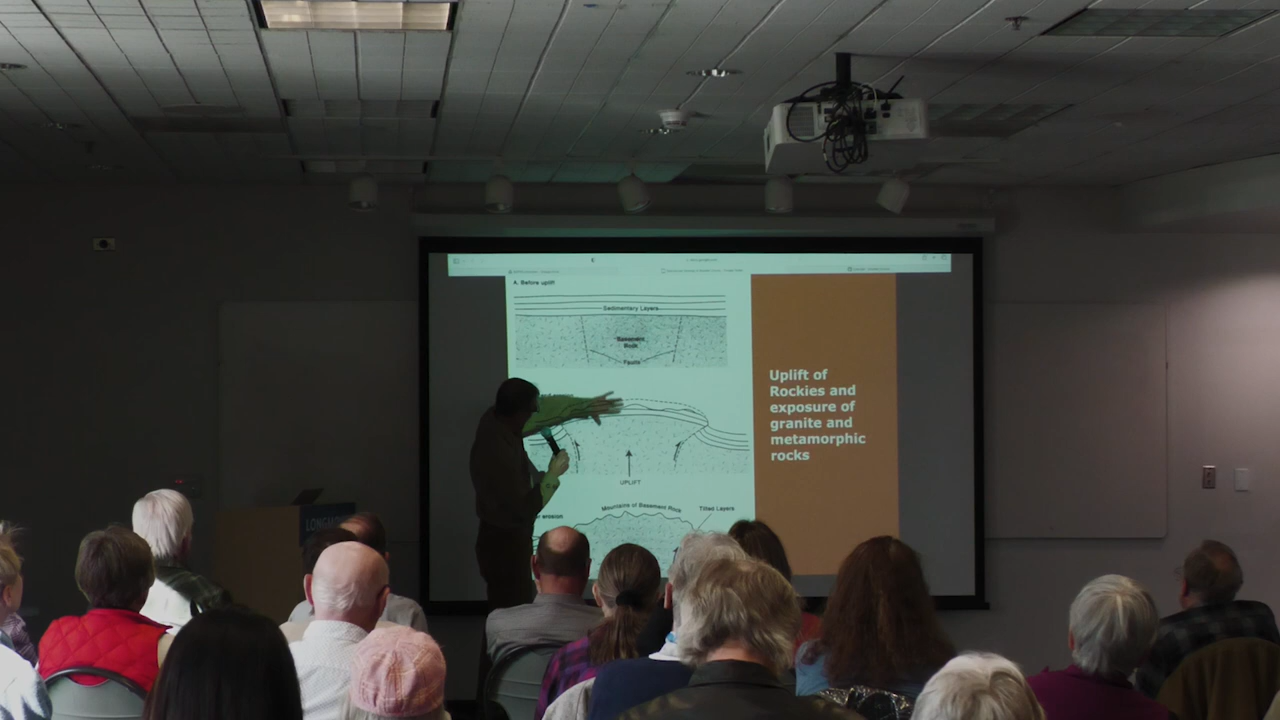 A. Before uplift
Sedimentary Layers
Basement
Rock
Faults
UPLIFT
erosion
Mountains of Basement Rock
Tilted Layers
Uplift of
Rockies and
exposure of
granite and
metamorphic
rocks
LONGMO